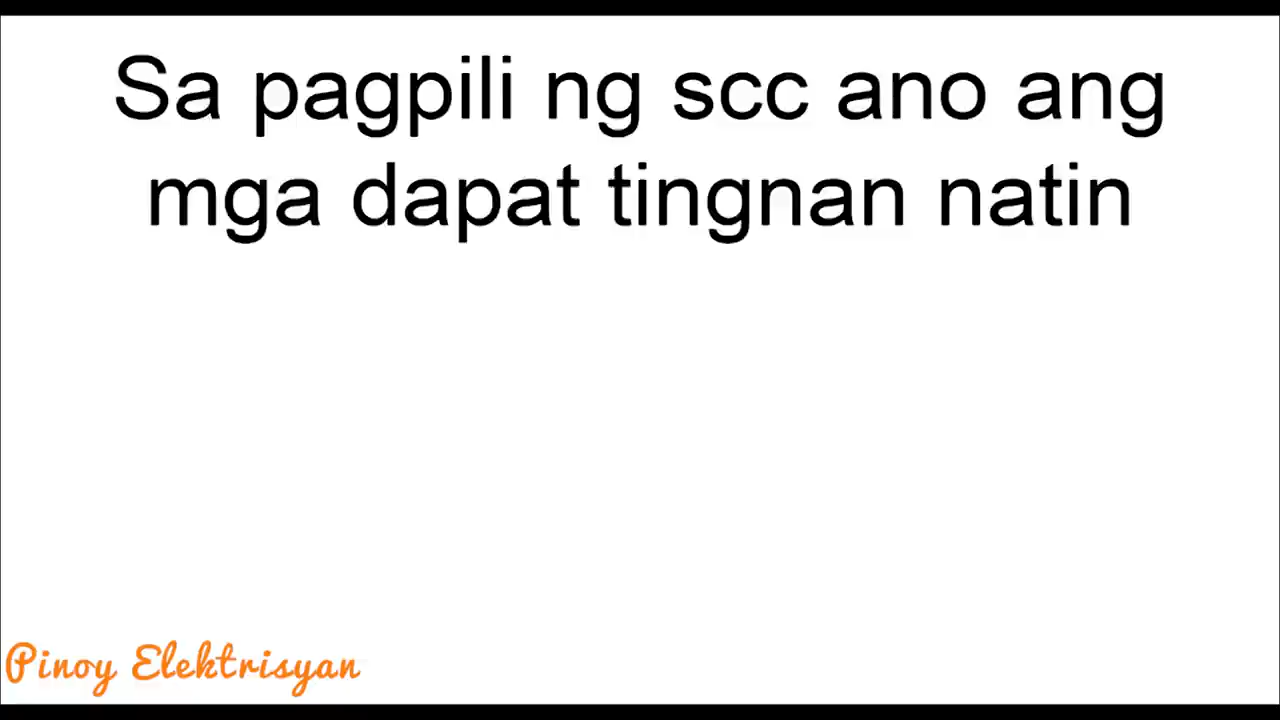 Sa pagpili ng scc ano ang
mga dapat tingnan natin
Pinoy Elektrisyan